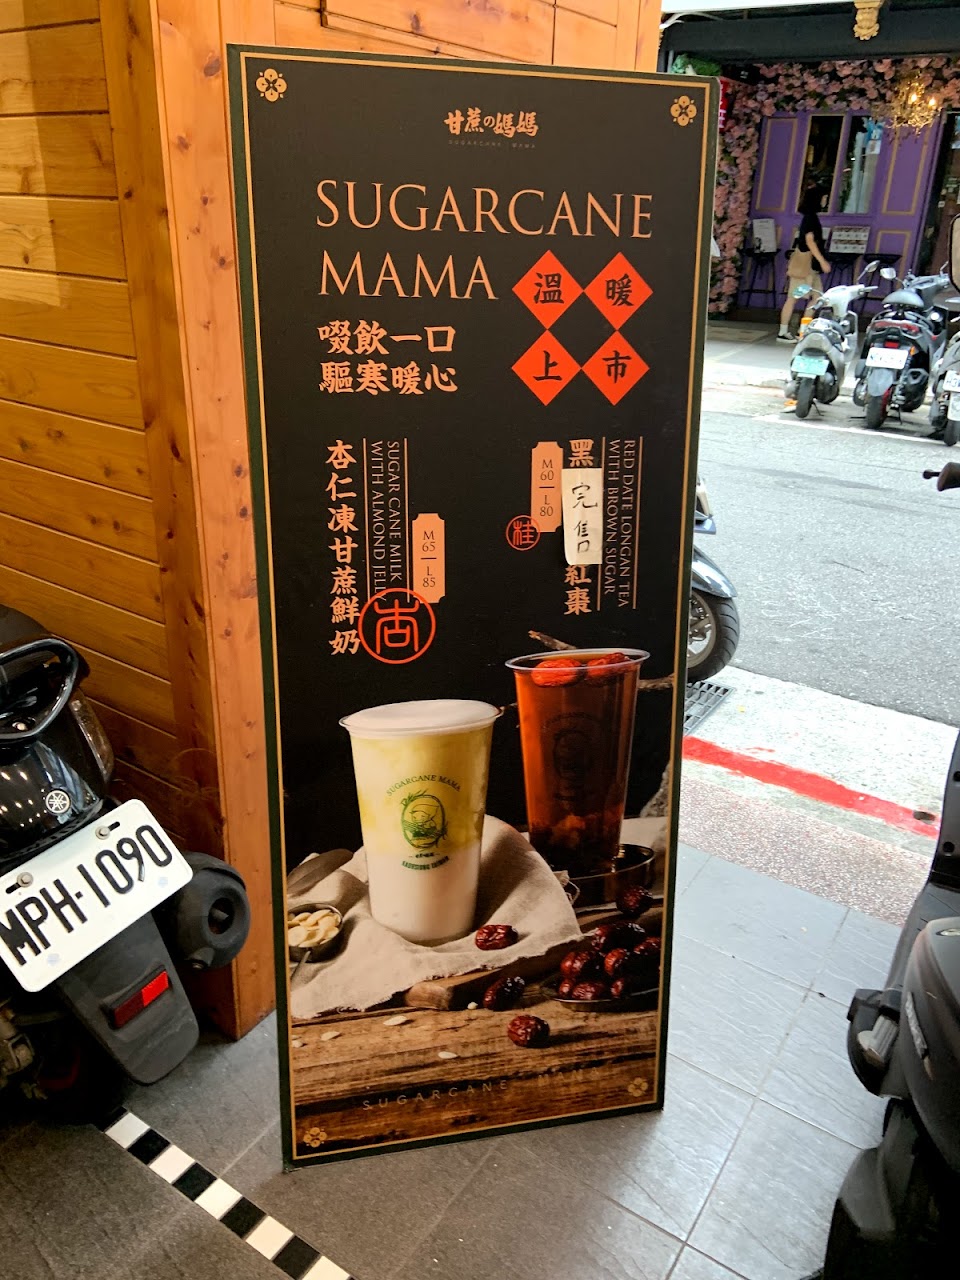 甘蔗の媽媽
SUGARCANE MAMA
SUGARCANE
MAMA
溫暖
上市
啜飲一口
驅寒暖心
杏仁凍甘蔗鮮奶
SUGAR CANE MILK
WITH ALMOND JELLY
M
65
L
85
杏
黑
完售
紅棗
RED DATE LONGAN TEA
WITH BROWN SUGAR
M
60
L
80
桂
SUGARCANE MAMA
SUGARCANE MAMA
MPH-1090